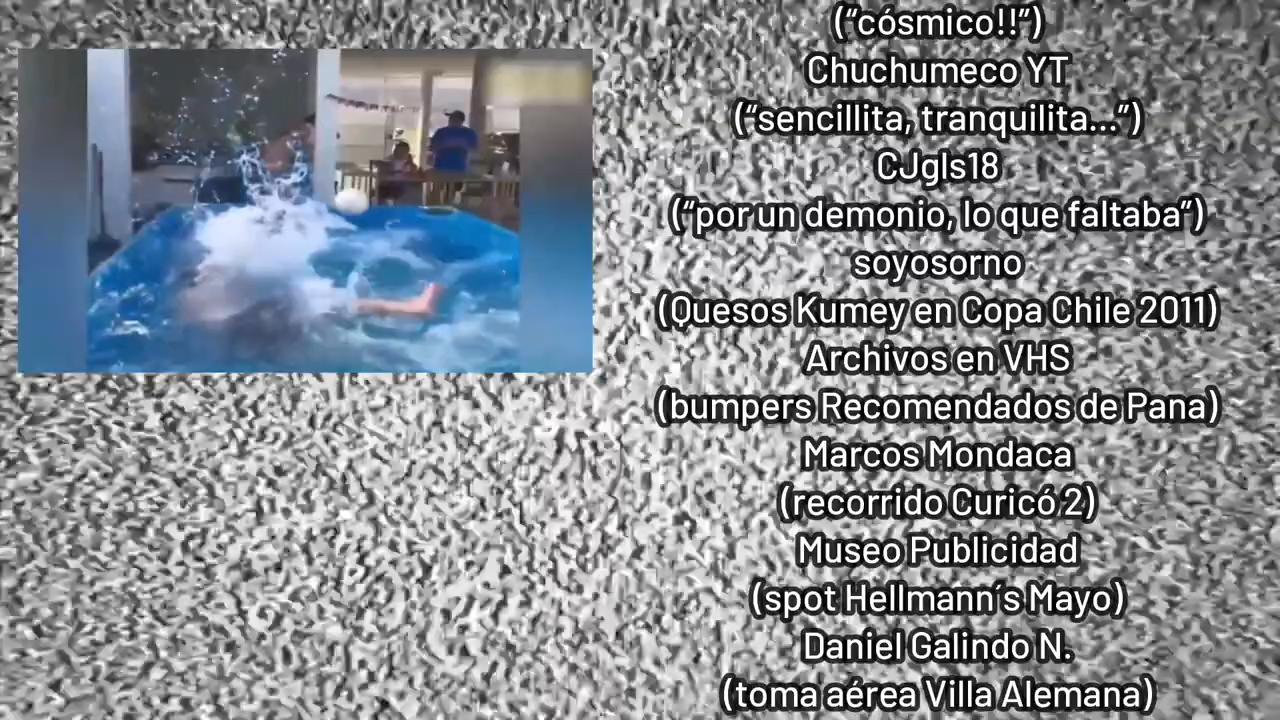 (“cósmico!!”)
Chuchumeco YT
(“sencillita, tranquilita...”)
CJgls18
(“por un demonio, lo que faltaba”)
soyosorno
(Quesos Kumey en Copa Chile 2011)
Archivos en VHS
(bumpers Recomendados de Pana)
Marcos Mondaca
(recorrido Curicó 2)
Museo Publicidad
(spot Hellmann´s Mayo)
Daniel Galindo N.
(toma aérea Villa Alemana)